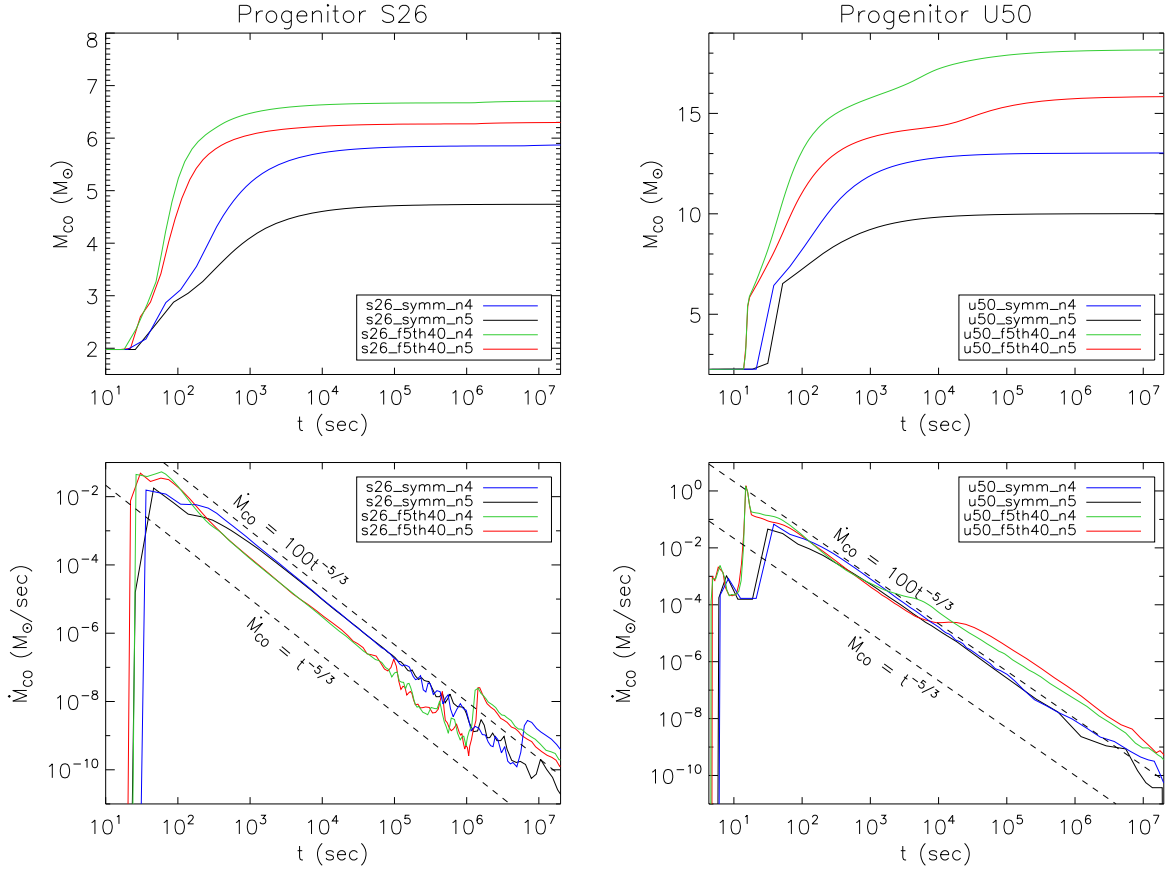 Progenitor S26
8
7
6
5
4
3
2
M_CO (M_⊙)
s26_symm_n4
s26_symm_n5
s26_f5th40_n4
s26_f5th40_n5
10^1 10^2 10^3 10^4 10^5 10^6 10^7
t (sec)
Progenitor U50
15
10
5
M_CO (M_⊙)
u50_symm_n4
u50_symm_n5
u50_f5th40_n4
u50_f5th40_n5
10^1 10^2 10^3 10^4 10^5 10^6 10^7
t (sec)
10^-2
10^-4
10^-6
10^-8
10^-10
Ṁ_CO (M_⊙/sec)
s26_symm_n4
s26_symm_n5
s26_f5th40_n4
s26_f5th40_n5
Ṁ_CO = 100t^-5/3
Ṁ_CO = t^-5/3
10^1 10^2 10^3 10^4 10^5 10^6 10^7
t (sec)
10^0
10^-2
10^-4
10^-6
10^-8
10^-10
Ṁ_CO (M_⊙/sec)
u50_symm_n4
u50_symm_n5
u50_f5th40_n4
u50_f5th40_n5
Ṁ_CO = 100t^-5/3
Ṁ_CO = t^-5/3
10^1 10^2 10^3 10^4 10^5 10^6 10^7
t (sec)